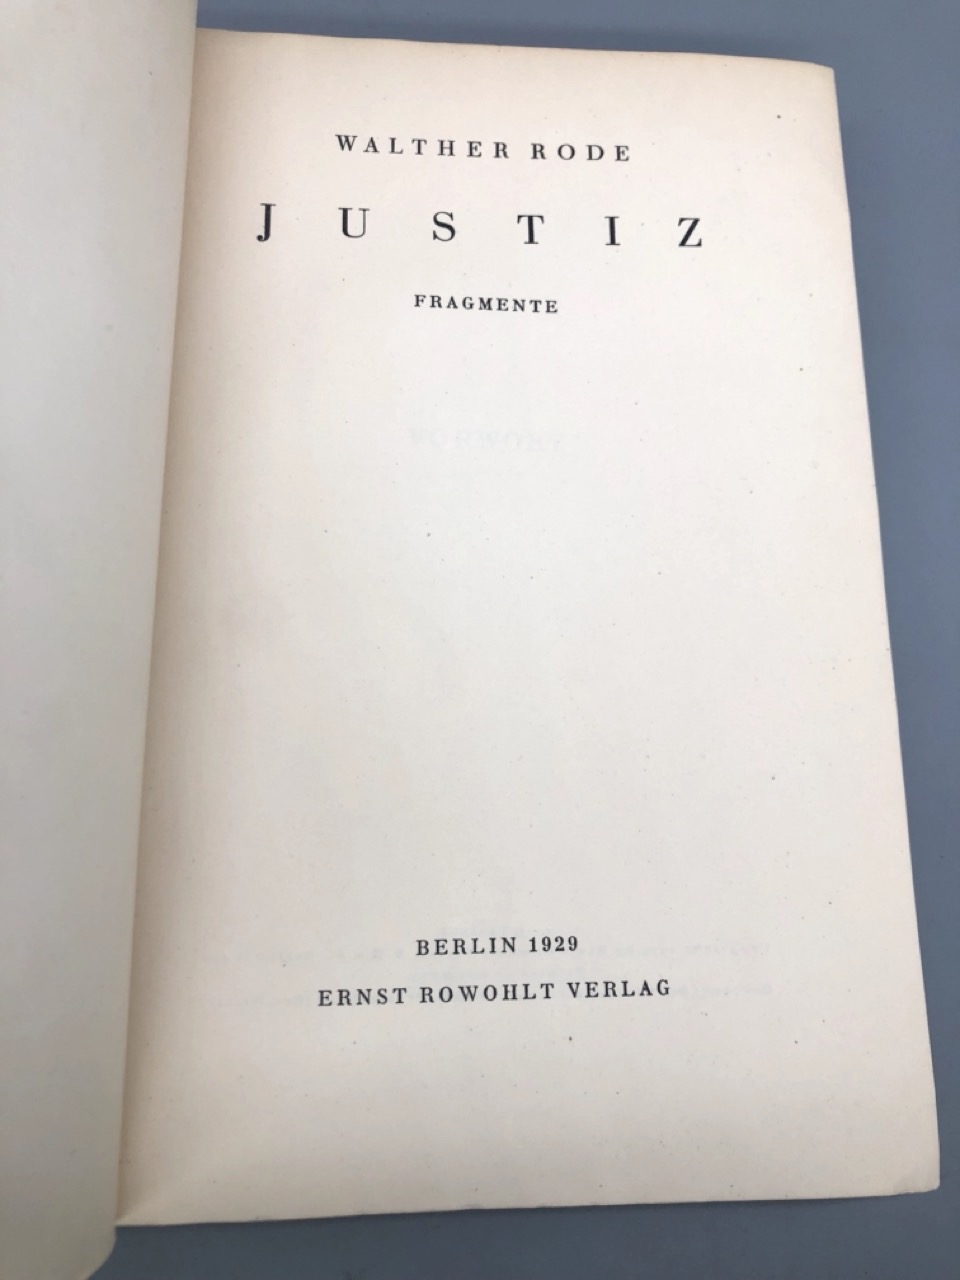 WALTHER RODE
JUSTIZ
FRAGMENTE
BERLIN 1929
ERNST ROWOHLT VERLAG